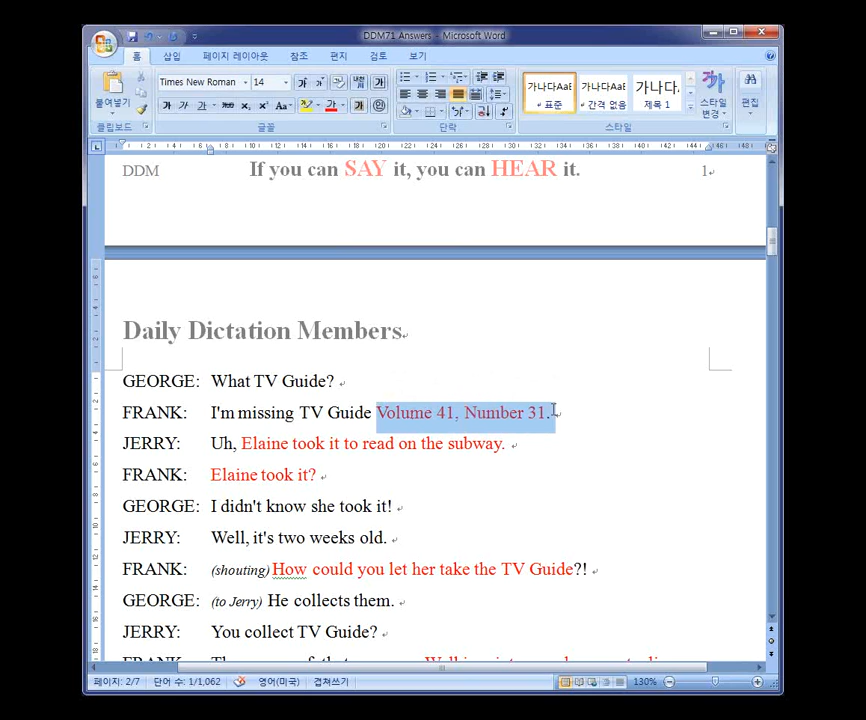 DDM71 Answers - Microsoft Word
홈 삽입 페이지 레이아웃 참조 편지 검토 보기
붙여넣기
Times New Roman 14
가나다AaE 가나다AaE 가나다.
표준 간격 없음 제목 1
스타일 변경 편집
클립보드 글꼴 단락 스타일
DDM If you can SAY it, you can HEAR it. 1
Daily Dictation Members
GEORGE: What TV Guide?
FRANK: I'm missing TV Guide Volume 41, Number 31.
JERRY: Uh, Elaine took it to read on the subway.
FRANK: Elaine took it?
GEORGE: I didn't know she took it!
JERRY: Well, it's two weeks old.
FRANK: (shouting) How could you let her take the TV Guide?!
GEORGE: (to Jerry) He collects them.
JERRY: You collect TV Guide?
페이지: 2/7 단어 수: 1/1,062 영어(미국) 겹쳐쓰기 130%